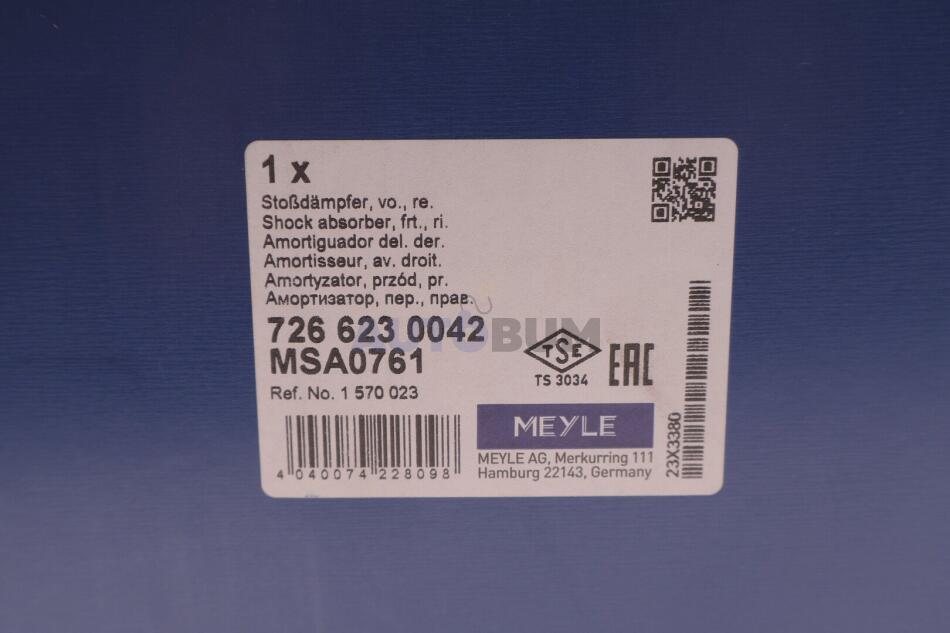 1 x
Stoßdämpfer, vo., re.
Shock absorber, frt., ri.
Amortiguador del. der.
Amortisseur, av. droit.
Amortyzator, przód, pr.
Амортизатор, пер., прав.
726 623 0042
AUTOBUM
MSA0761
TSE
TS 3034
EAC
Ref. No. 1 570 023
MEYLE
MEYLE AG, Merkurring 111
Hamburg 22143, Germany
4 040074 228098
23X3380